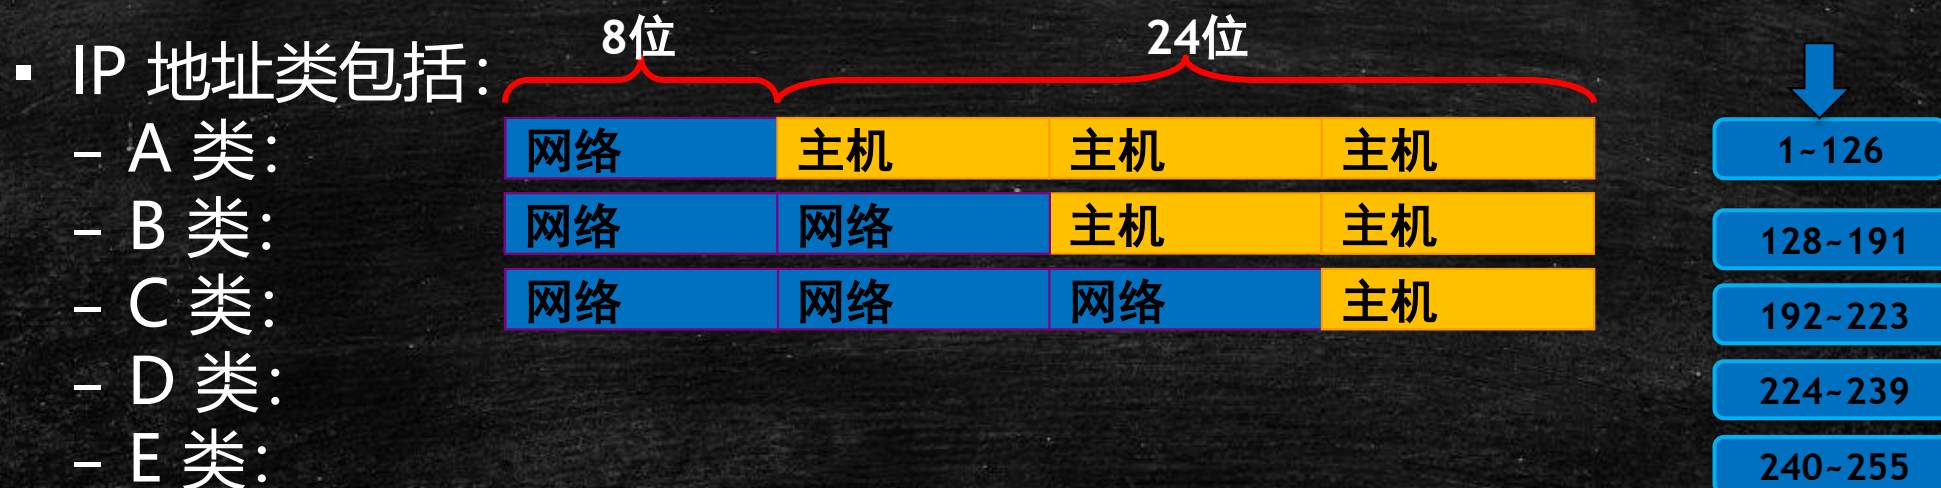 8位 24位
▪ IP 地址类包括：
– A 类： 网络 主机 主机 主机 1~126
– B 类： 网络 网络 主机 主机 128~191
– C 类： 网络 网络 网络 主机 192~223
– D 类： 224~239
– E 类： 240~255